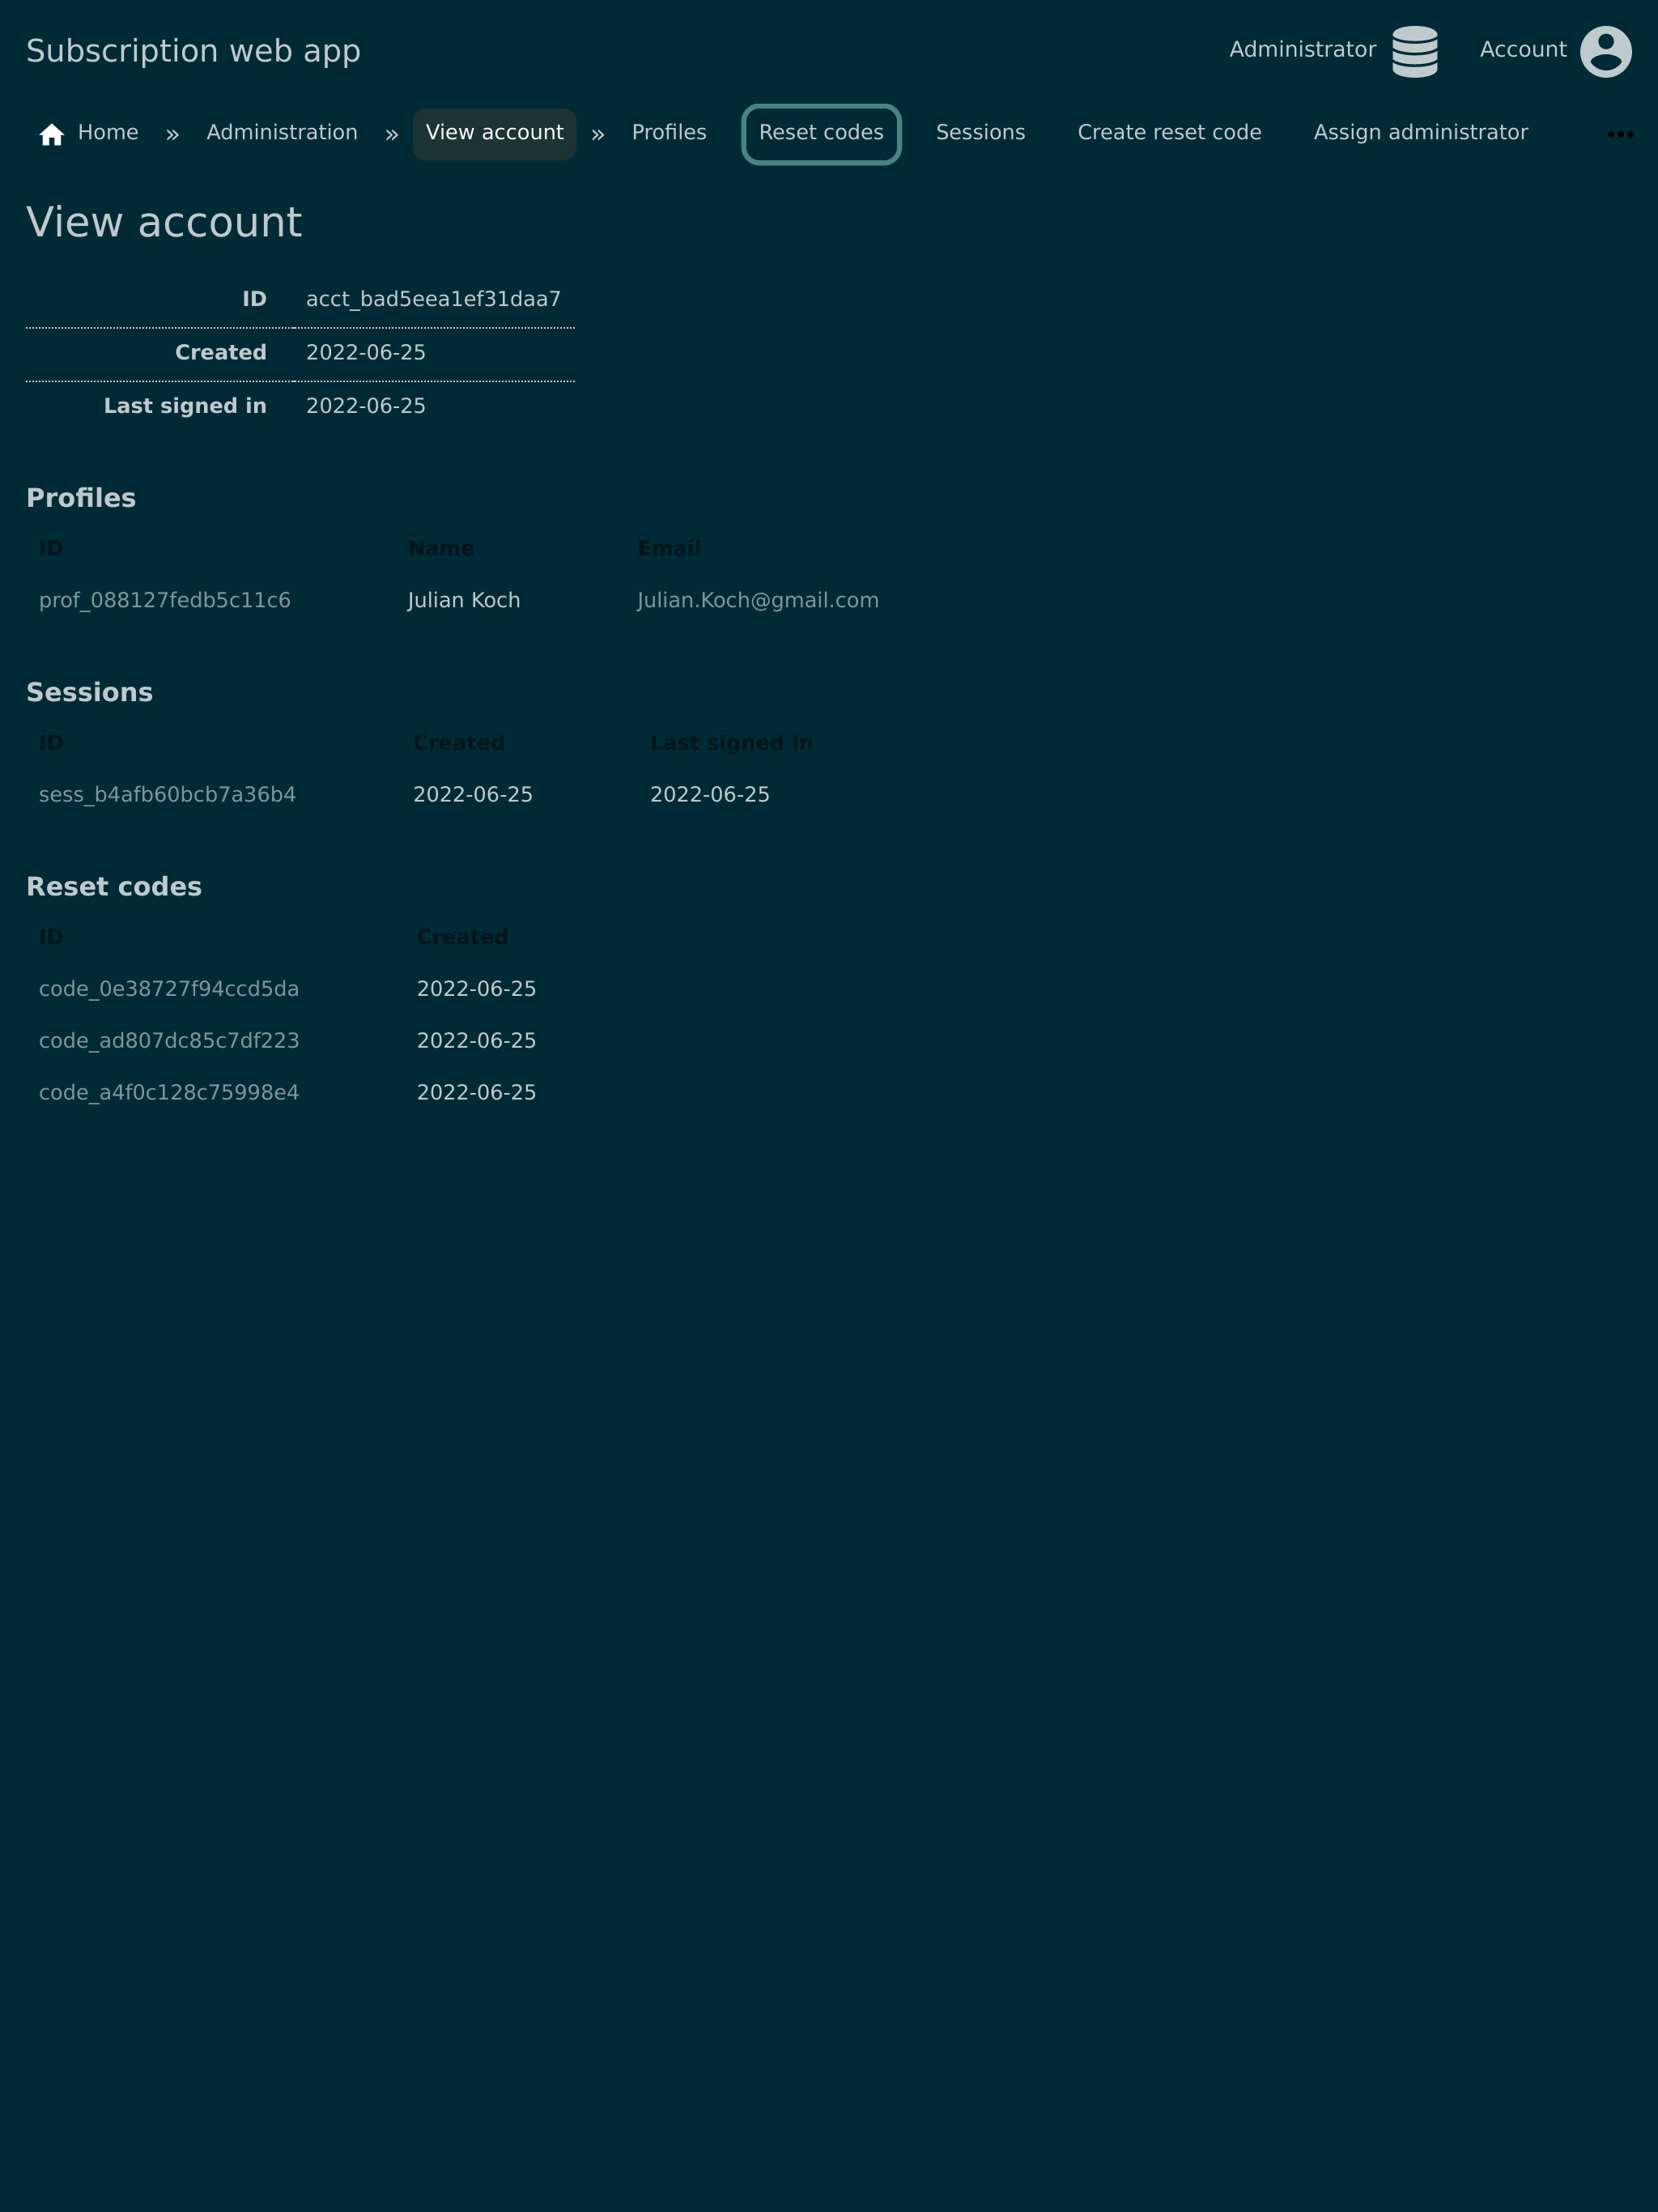 Subscription web app Administrator Account
Home » Administration » View account » Profiles Reset codes Sessions Create reset code Assign administrator •••
View account
ID acct_bad5eea1ef31daa7
Created 2022-06-25
Last signed in 2022-06-25
Profiles
ID Name Email
prof_088127fedb5c11c6 Julian Koch Julian.Koch@gmail.com
Sessions
ID Created Last signed in
sess_b4afb60bcb7a36b4 2022-06-25 2022-06-25
Reset codes
ID Created
code_0e38727f94ccd5da 2022-06-25
code_ad807dc85c7df223 2022-06-25
code_a4f0c128c75998e4 2022-06-25